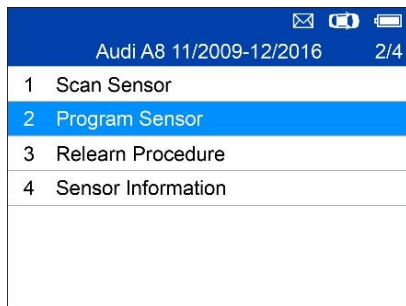 Audi A8 11/2009-12/2016 2/4
1 Scan Sensor
2 Program Sensor
3 Relearn Procedure
4 Sensor Information